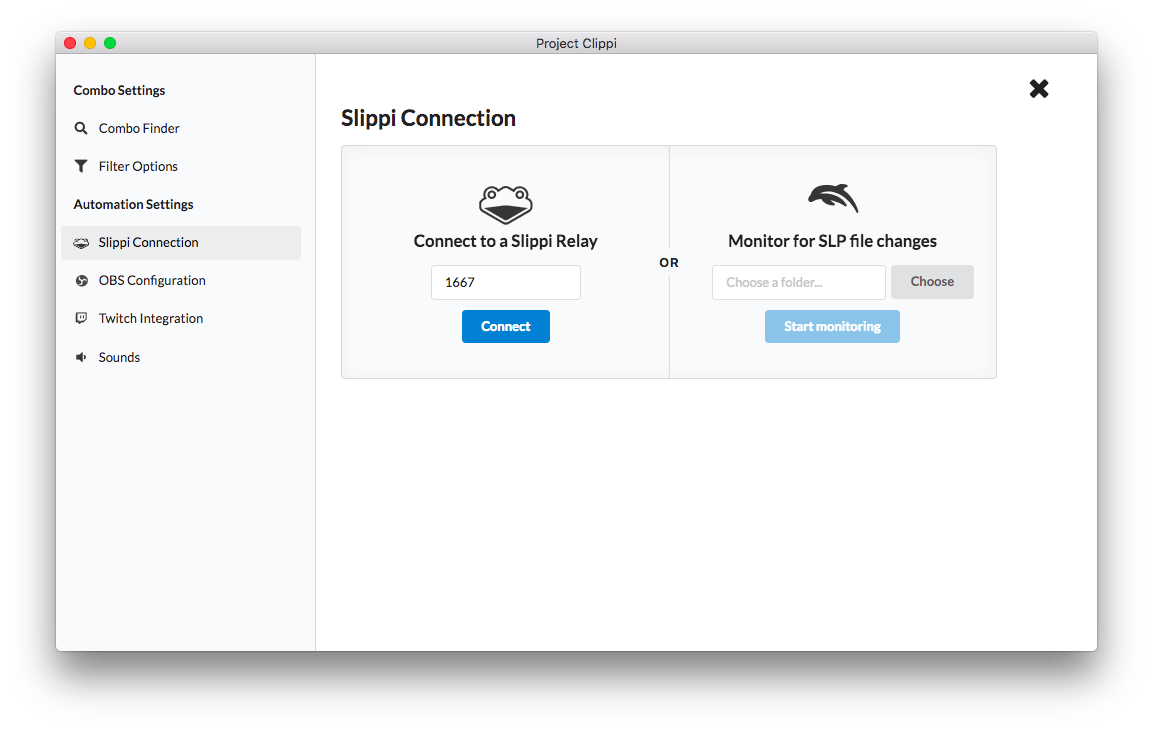 Project Clippi
Combo Settings
Combo Finder
Filter Options
Automation Settings
Slippi Connection
OBS Configuration
Twitch Integration
Sounds
Slippi Connection
Connect to a Slippi Relay
1667
Connect
OR
Monitor for SLP file changes
Choose a folder...
Choose
Start monitoring